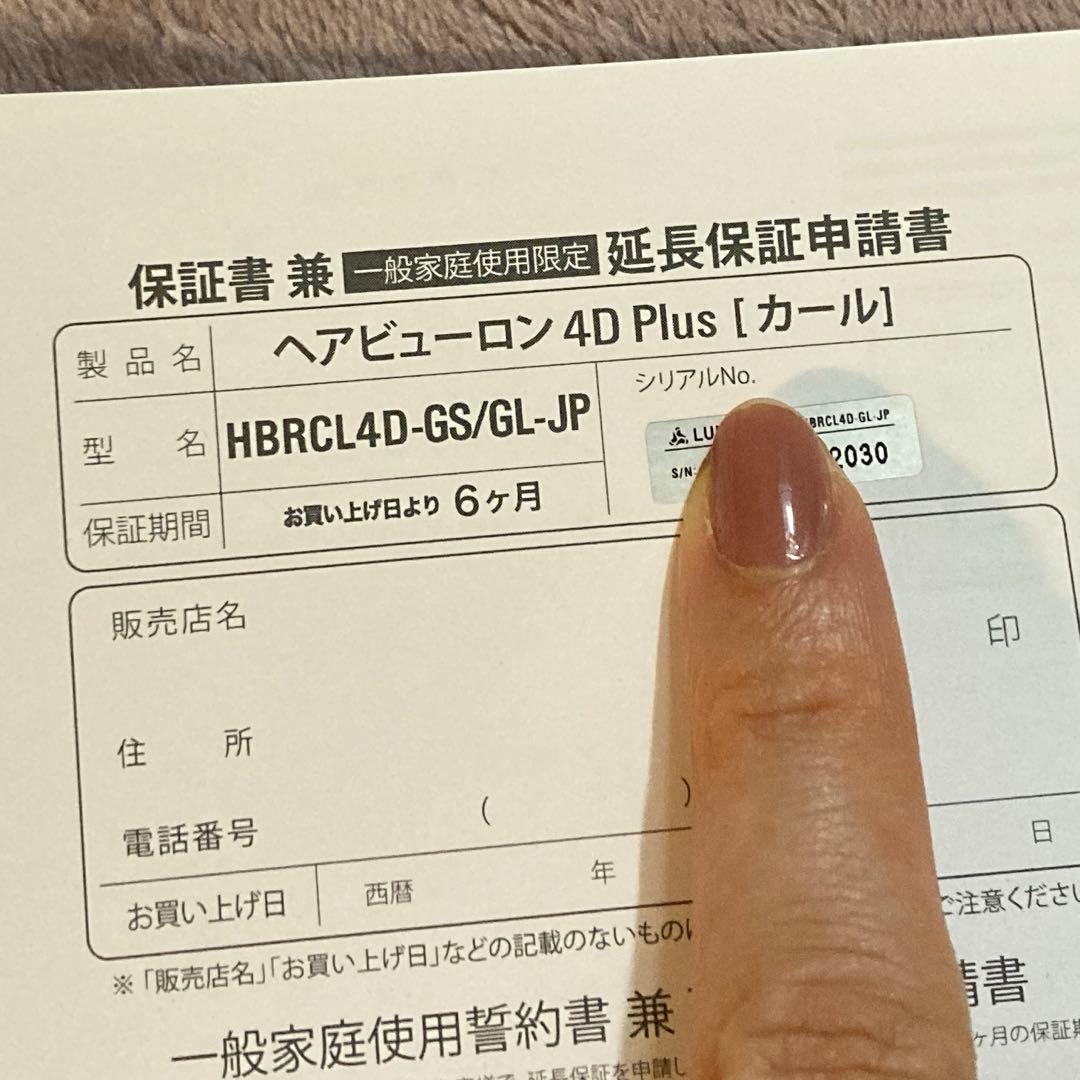 保証書 兼 一般家庭使用限定 延長保証申請書
製品名 ヘアビューロン 4D Plus [カール]
型名 HBRCL4D-GS/GL-JP
シリアルNo.
HBRCL4D-GL-JP
S/N: 2030
保証期間 お買い上げ日より 6ヶ月
販売店名 印
住所
電話番号 ( )
お買い上げ日 西暦 年 日
※「販売店名」「お買い上げ日」などの記載のないもの ご注意ください
一般家庭使用誓約書 兼 請書
延長保証を申請し ヶ月の保証期